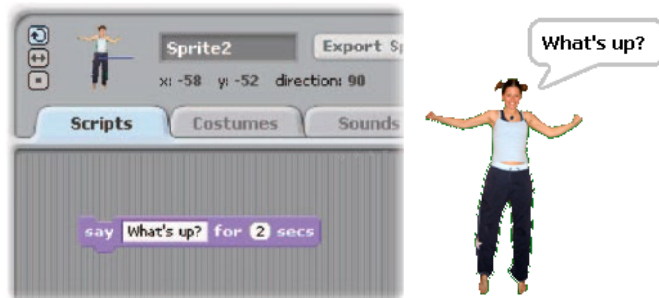 Sprite2
Export Sp
x: -58 y: -52 direction: 90
Scripts Costumes Sounds
say What's up? for 2 secs
What's up?